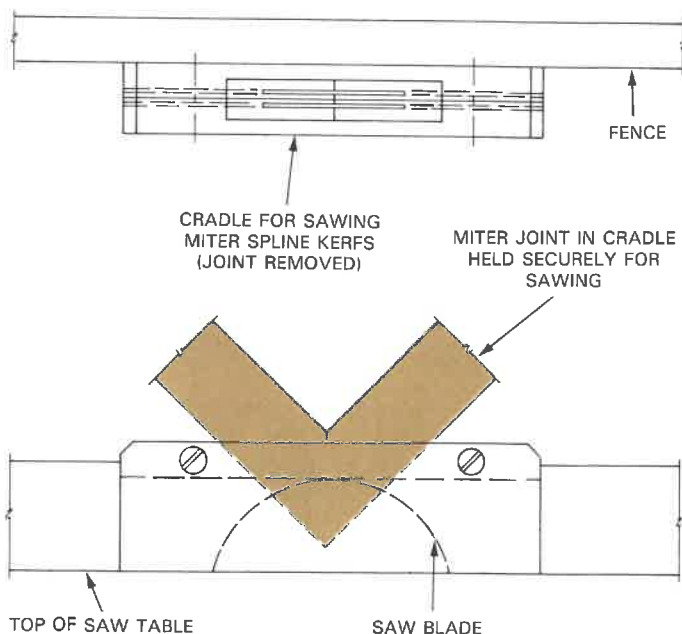 FENCE
CRADLE FOR SAWING
MITER SPLINE KERFS
(JOINT REMOVED)
MITER JOINT IN CRADLE
HELD SECURELY FOR
SAWING
TOP OF SAW TABLE
SAW BLADE